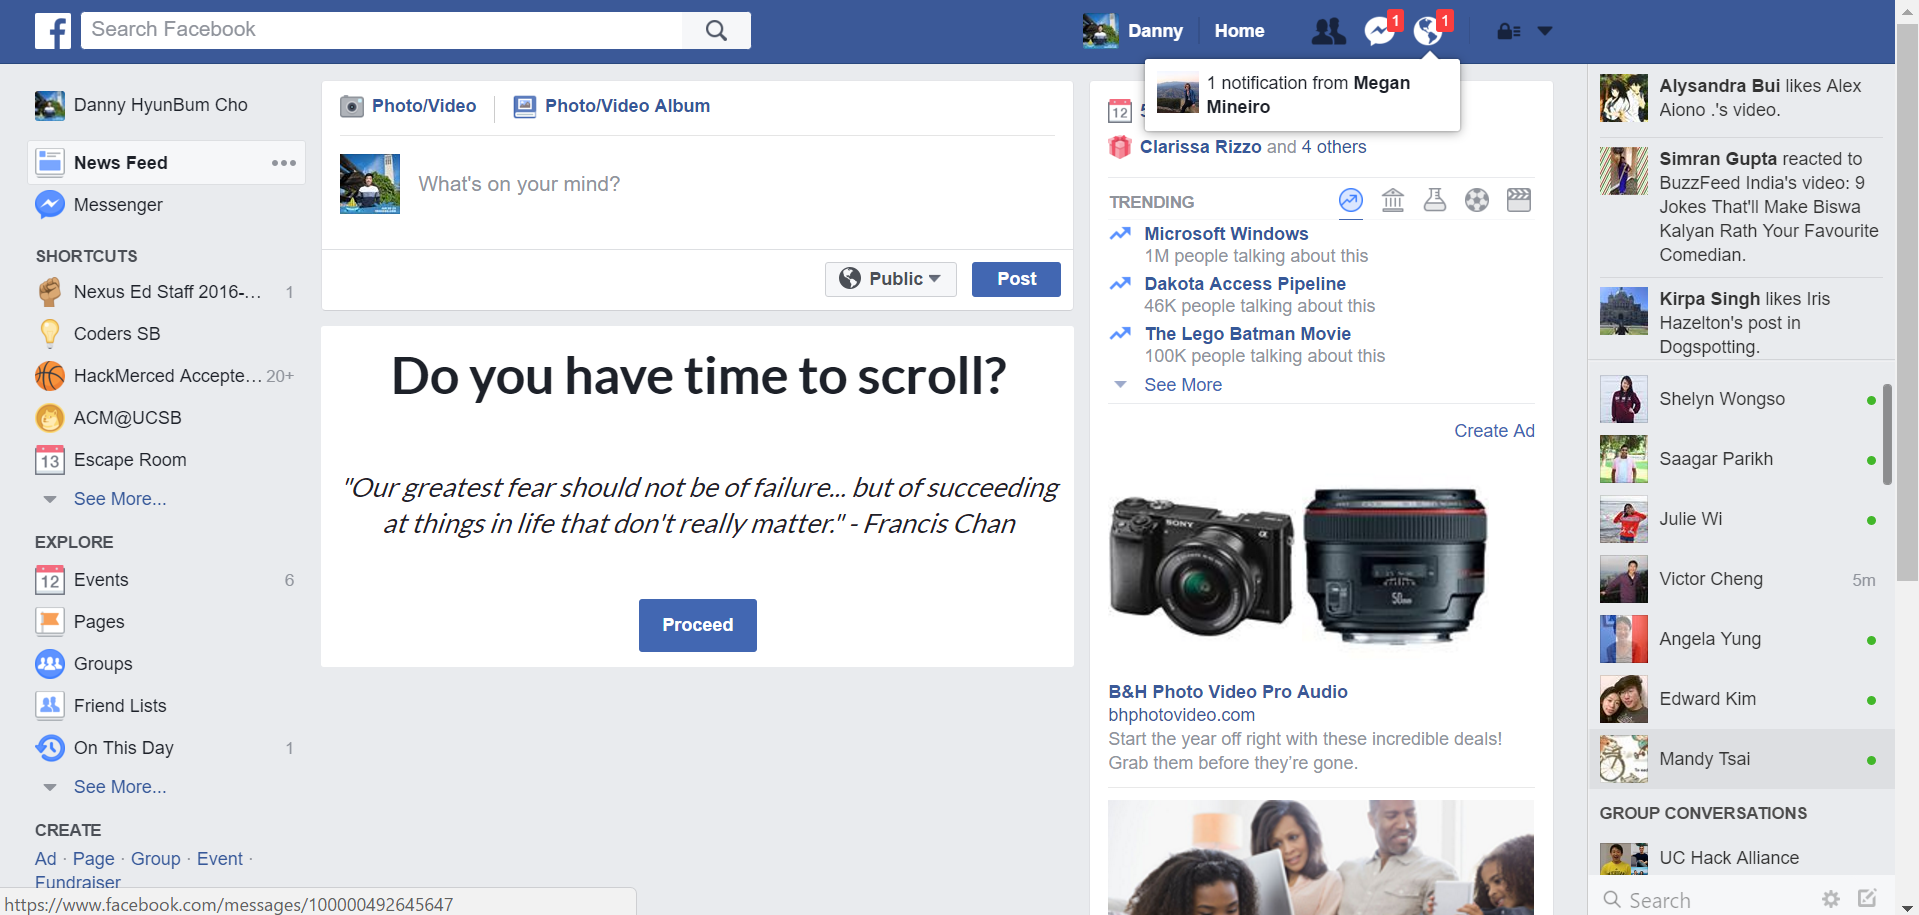 Search Facebook
Danny
Home
1
1
1 notification from Megan
Mineiro
Danny HyunBum Cho
News Feed
Messenger
SHORTCUTS
Nexus Ed Staff 2016-... 1
Coders SB
HackMerced Accepte... 20+
ACM@UCSB
13 Escape Room
See More...
EXPLORE
12 Events 6
Pages
Groups
Friend Lists
On This Day 1
See More...
CREATE
Ad · Page · Group · Event ·
Fundraiser
https://www.facebook.com/messages/100000492645647
Photo/Video
Photo/Video Album
What's on your mind?
Public
Post
Do you have time to scroll?
"Our greatest fear should not be of failure... but of succeeding
at things in life that don't really matter." - Francis Chan
Proceed
12
Clarissa Rizzo and 4 others
TRENDING
Microsoft Windows
1M people talking about this
Dakota Access Pipeline
46K people talking about this
The Lego Batman Movie
100K people talking about this
See More
Create Ad
SONY
α
50mm
B&H Photo Video Pro Audio
bhphotovideo.com
Start the year off right with these incredible deals!
Grab them before they’re gone.
Alysandra Bui likes Alex
Aiono .'s video.
Simran Gupta reacted to
BuzzFeed India's video: 9
Jokes That'll Make Biswa
Kalyan Rath Your Favourite
Comedian.
Kirpa Singh likes Iris
Hazelton's post in
Dogspotting.
Shelyn Wongso
Saagar Parikh
Julie Wi
Victor Cheng 5m
Angela Yung
Edward Kim
Mandy Tsai
GROUP CONVERSATIONS
UC Hack Alliance
Search